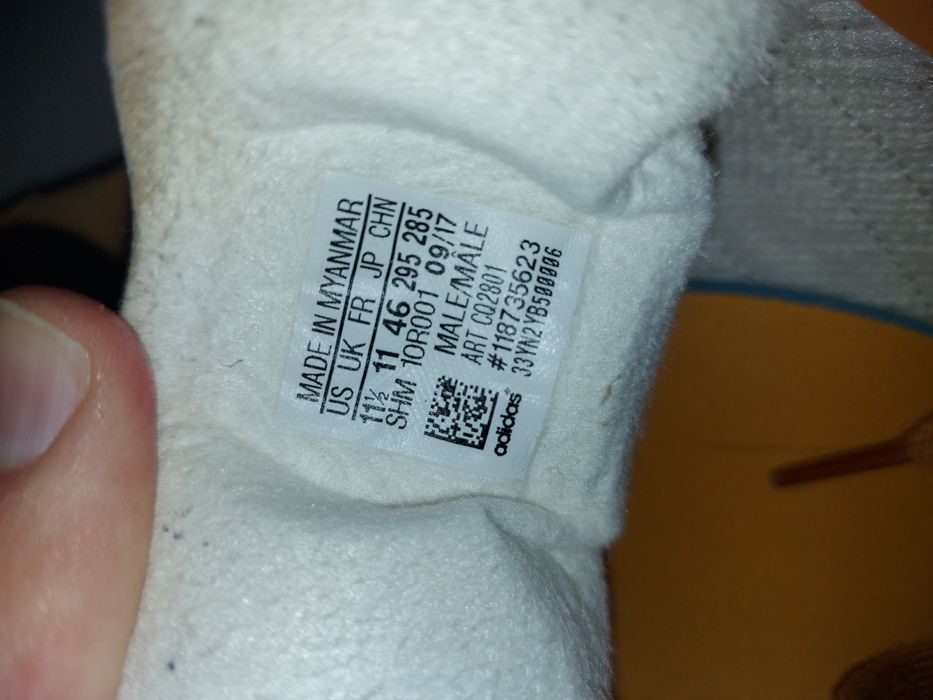 MADE IN MYANMAR
US UK FR JP CHN
11½ 11 46 295 285
SHM 10R001 09/17
MALE/MÂLE
ART CQ2801
#118735623
33YN2YB500006
adidas